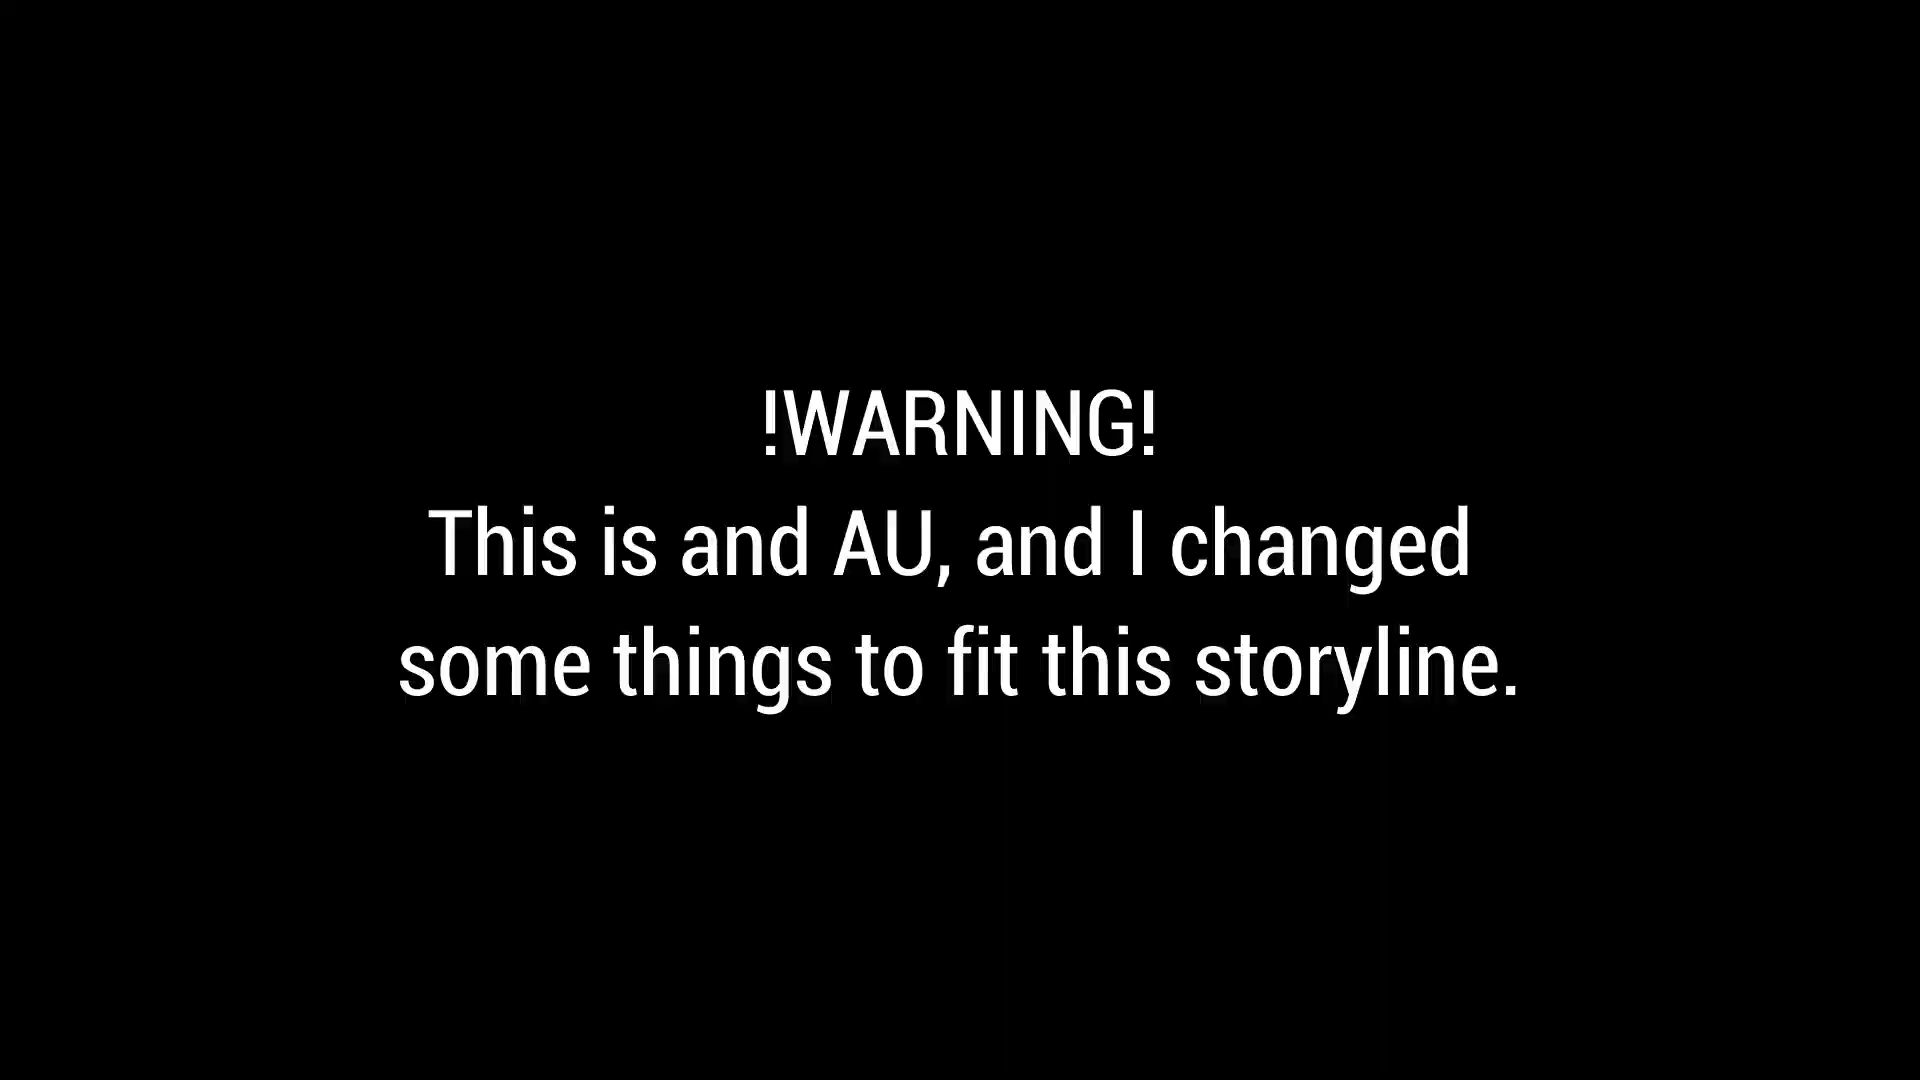 !WARNING!
This is and AU, and I changed
some things to fit this storyline.